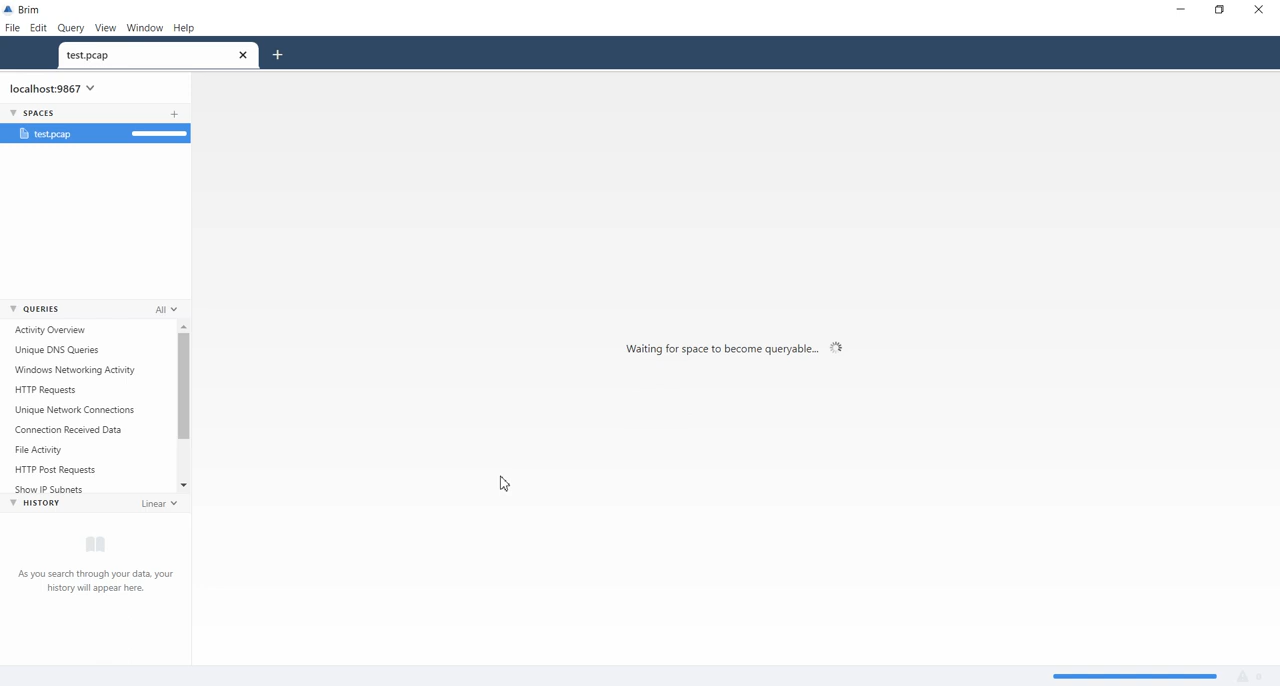 Brim
File Edit Query View Window Help
test.pcap
localhost:9867
SPACES
test.pcap
Waiting for space to become queryable...
QUERIES All
Activity Overview
Unique DNS Queries
Windows Networking Activity
HTTP Requests
Unique Network Connections
Connection Received Data
File Activity
HTTP Post Requests
Show IP Subnets
HISTORY Linear
As you search through your data, your
history will appear here.
0